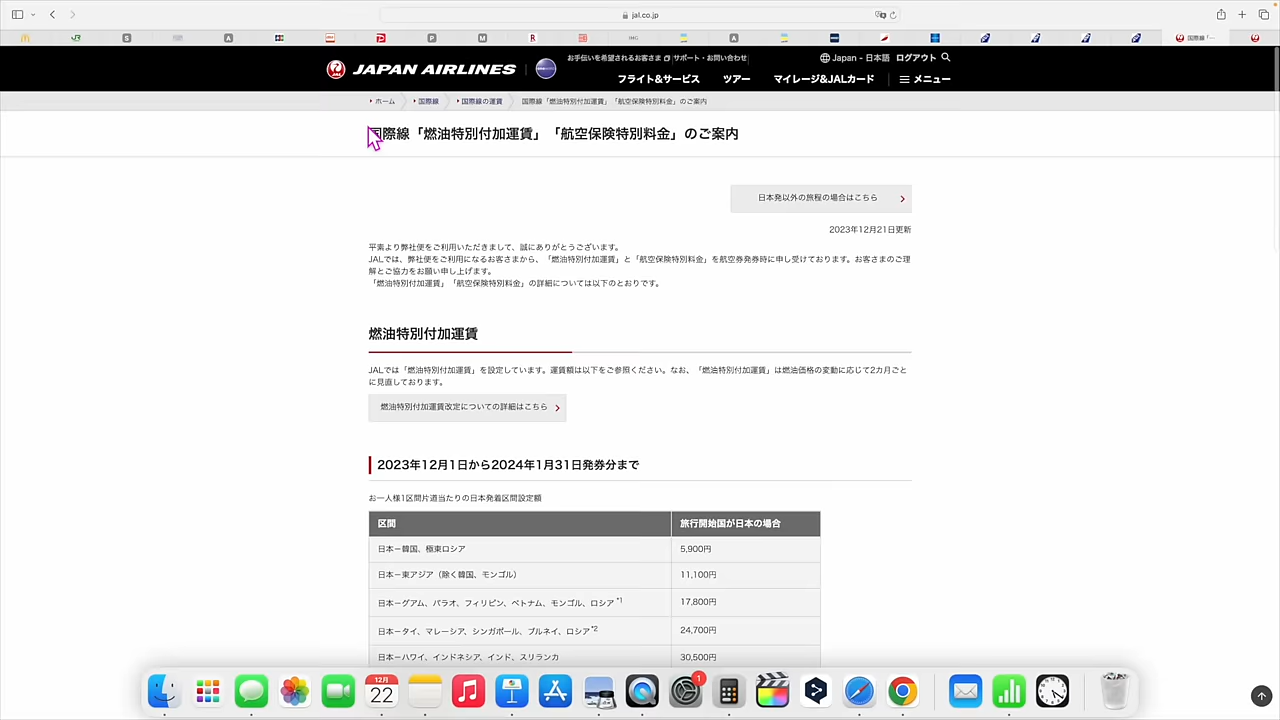 jal.co.jp
JAPAN AIRLINES
お手伝いを希望されるお客さま
サポート・お問い合わせ
Japan - 日本語
ログアウト
フライト&サービス
ツアー
マイレージ&JALカード
メニュー
ホーム
国際線
国際線の運賃
国際線「燃油特別付加運賃」「航空保険特別料金」のご案内
国際線「燃油特別付加運賃」「航空保険特別料金」のご案内
日本発以外の旅程の場合はこちら
2023年12月21日更新
平素より弊社便をご利用いただきまして、誠にありがとうございます。
JALでは、弊社便をご利用になるお客さまから、「燃油特別付加運賃」と「航空保険特別料金」を航空券発券時に申し受けております。お客さまのご理
解とご協力をお願い申し上げます。
「燃油特別付加運賃」「航空保険特別料金」の詳細については以下のとおりです。
燃油特別付加運賃
JALでは「燃油特別付加運賃」を設定しています。運賃額は以下をご参照ください。なお、「燃油特別付加運賃」は燃油価格の変動に応じて2カ月ごと
に見直しております。
燃油特別付加運賃改定についての詳細はこちら
2023年12月1日から2024年1月31日発券分まで
お一人様1区間片道当たりの日本発着区間設定額
区間
旅行開始国が日本の場合
日本－韓国、極東ロシア
5,900円
日本－東アジア（除く韓国、モンゴル）
11,100円
日本－グアム、パラオ、フィリピン、ベトナム、モンゴル、ロシア *1
17,800円
日本－タイ、マレーシア、シンガポール、ブルネイ、ロシア*2
24,700円
日本－ハワイ、インドネシア、インド、スリランカ
30,500円
12月
22
1